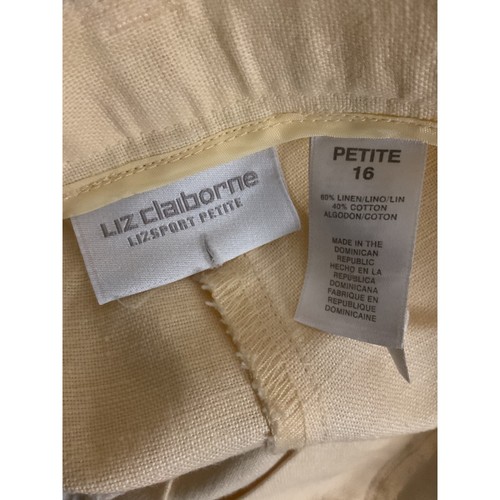 Liz claiborne
LIZSPORT PETITE
PETITE
16
60% LINEN/LINO/LIN
40% COTTON
ALGODON/COTON
MADE IN THE
DOMINICAN
REPUBLIC
HECHO EN LA
REPUBLICA
DOMINICANA
FABRIQUE EN
REPUBLIQUE
DOMINICAINE